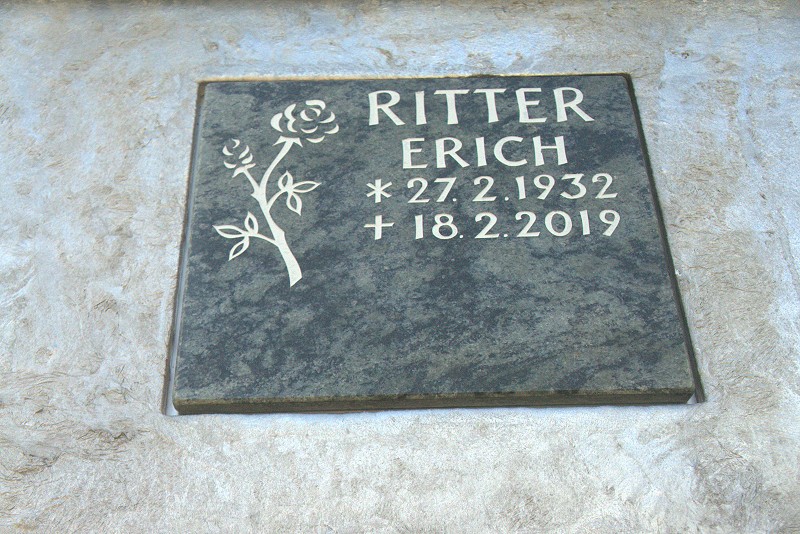 RITTER
ERICH
* 27.2.1932
+ 18.2.2019